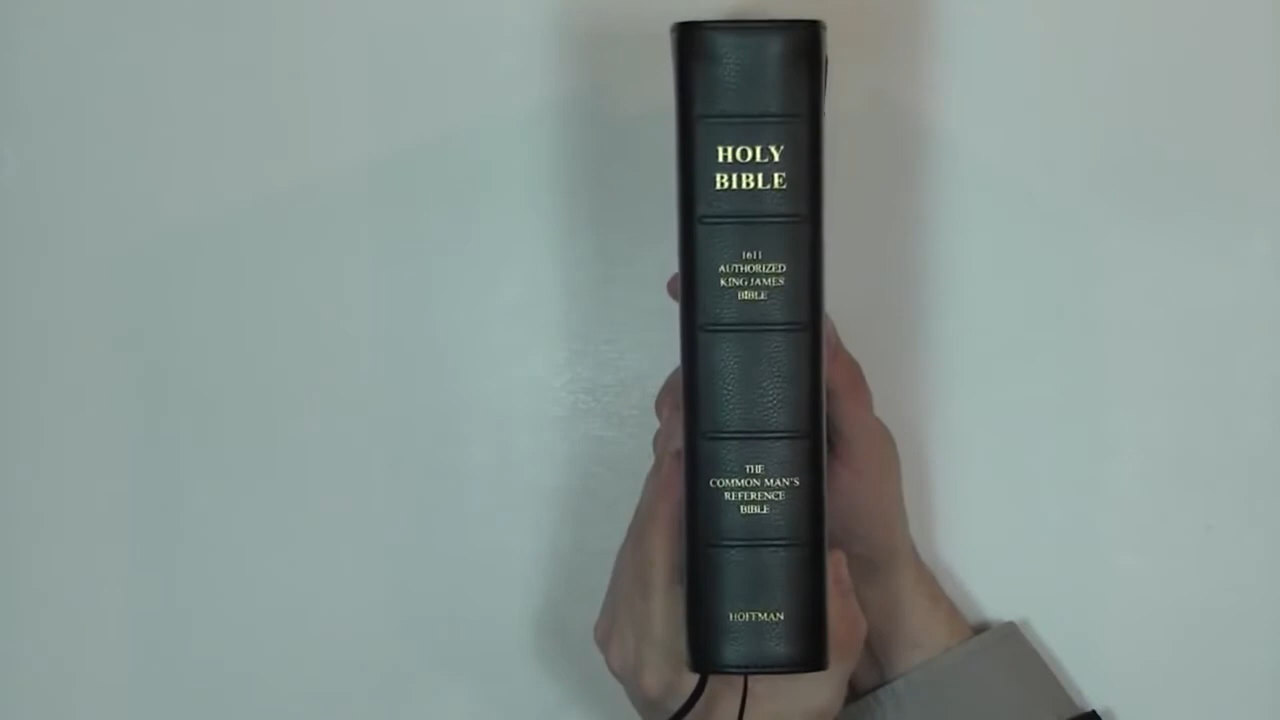 HOLY
BIBLE
1611
AUTHORIZED
KING JAMES
BIBLE
THE
COMMON MAN'S
REFERENCE
BIBLE
HOFFMAN